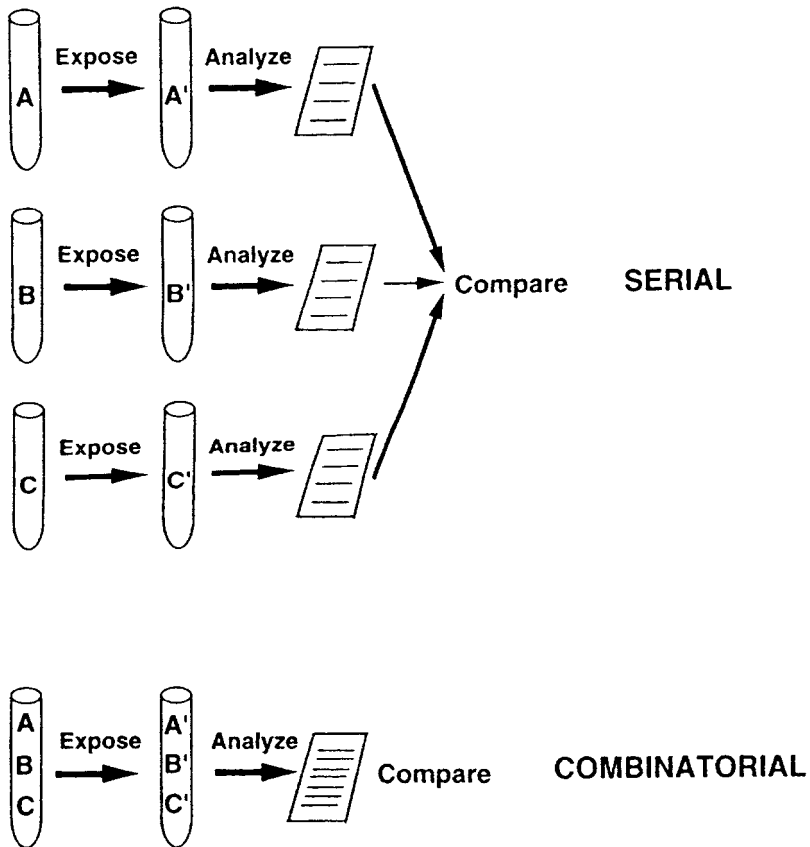 Expose Analyze
A A'
Expose Analyze
B B' Compare SERIAL
Expose Analyze
C C'
A A'
Expose Analyze
B B' Compare COMBINATORIAL
C C'